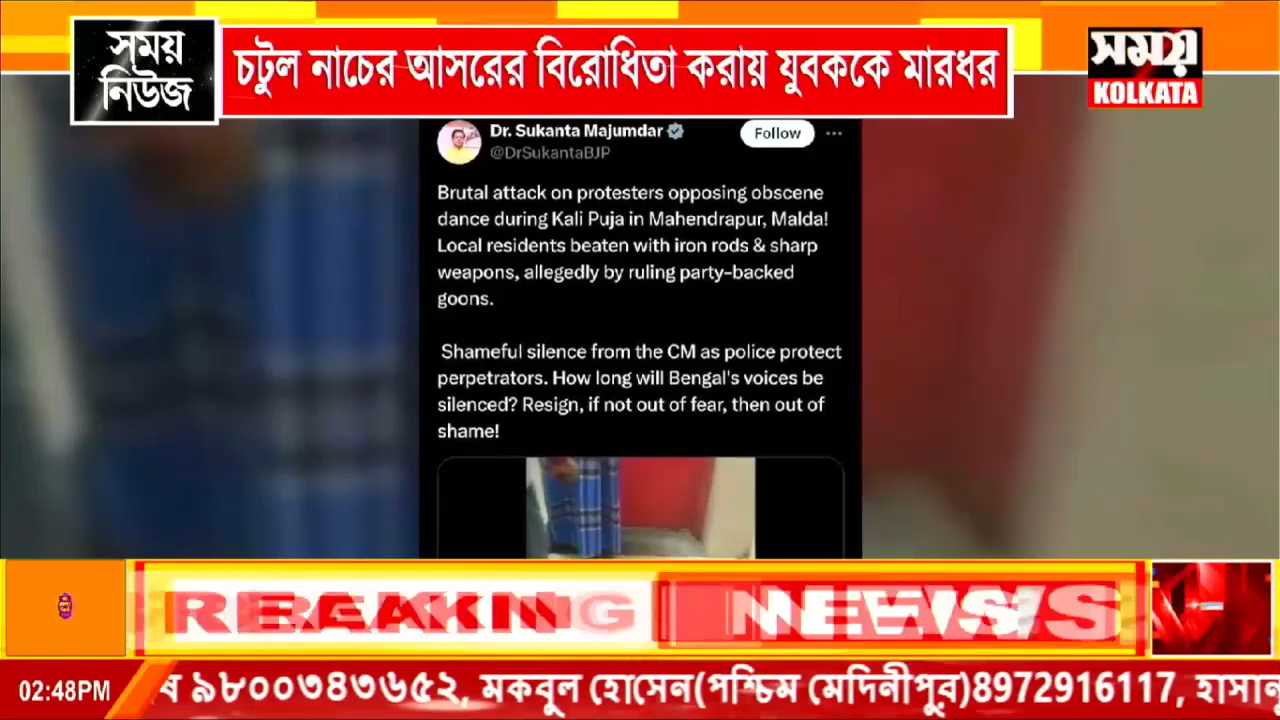 সময় নিউজ
চটুল নাচের আসরের বিরোধিতা করায় যুবককে মারধর
সময়
KOLKATA
Dr. Sukanta Majumdar
Follow
@DrSukantaBJP
Brutal attack on protesters opposing obscene
dance during Kali Puja in Mahendrapur, Malda!
Local residents beaten with iron rods & sharp
weapons, allegedly by ruling party-backed
goons.
Shameful silence from the CM as police protect
perpetrators. How long will Bengal's voices be
silenced? Resign, if not out of fear, then out of
shame!
NEWS
02:48PM
৯৮০০৩৪৩৬৫২, মকবুল হোসেন(পশ্চিম মেদিনীপুর)8972916117,